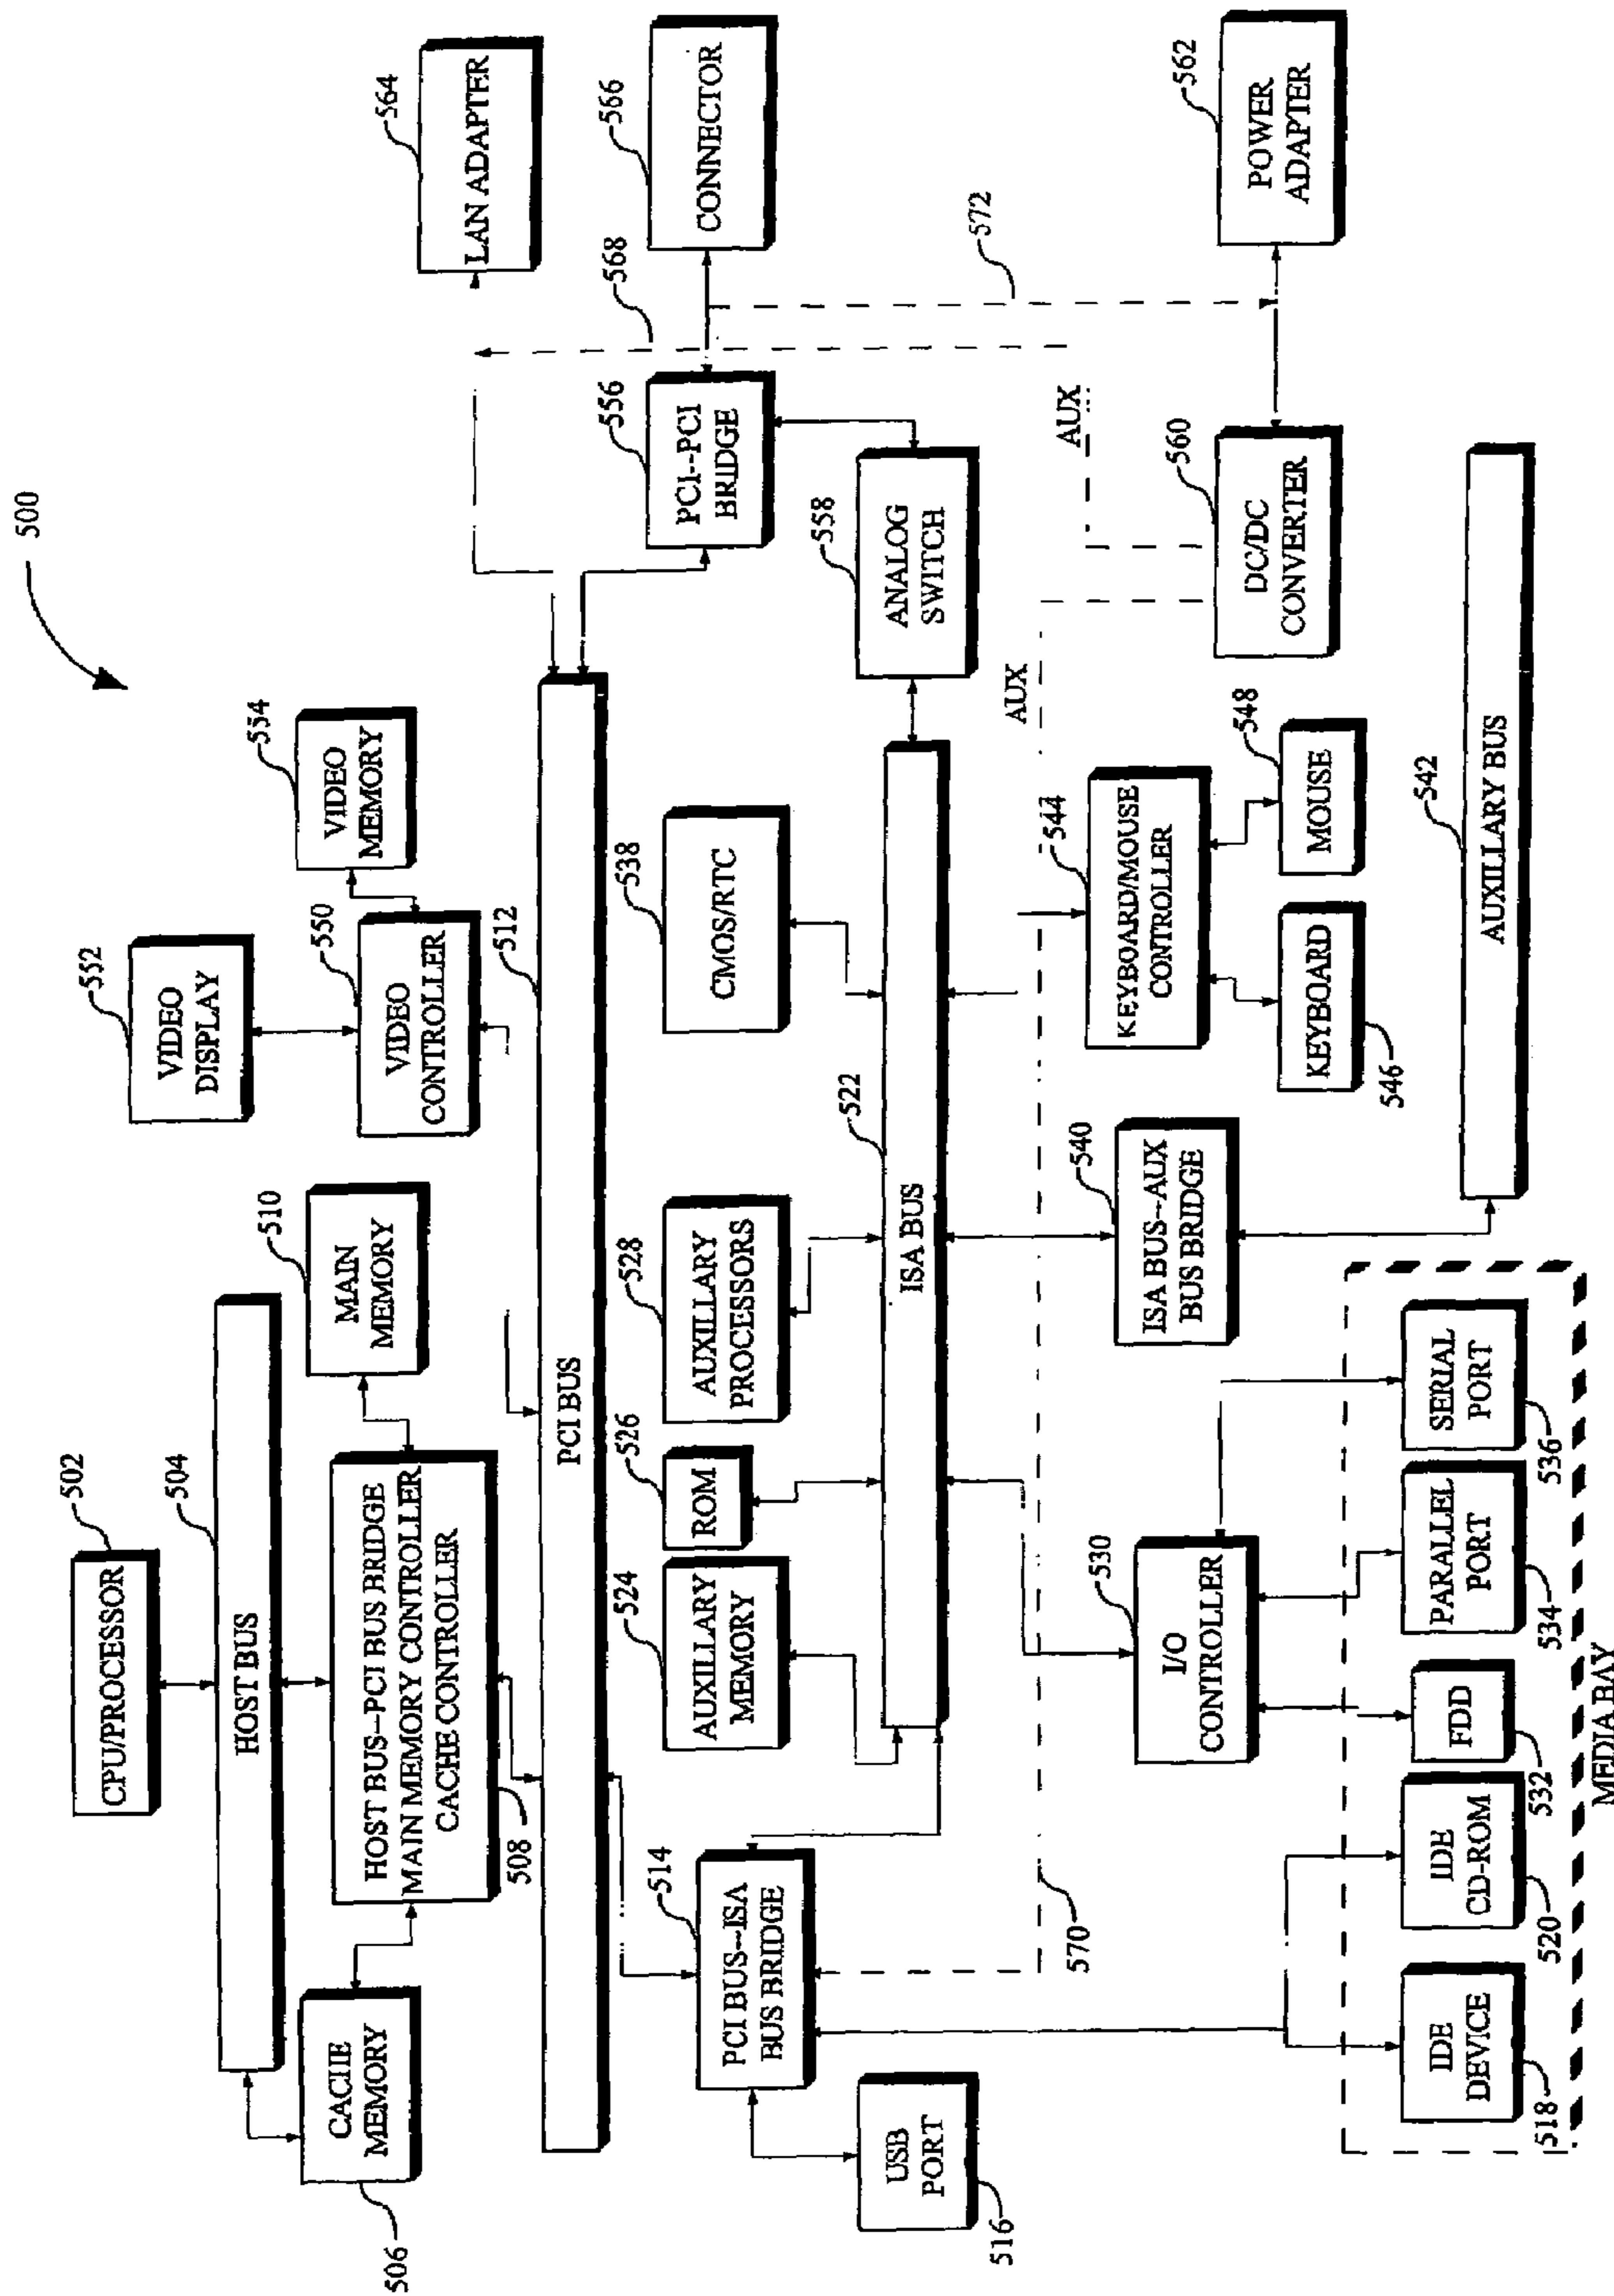 500
502
CPU/PROCESSOR
504
HOST BUS
506
CACHE
MEMORY
HOST BUS--PCI BUS BRIDGE
MAIN MEMORY CONTROLLER
CACHE CONTROLLER
508
510
MAIN
MEMORY
552
VIDEO
DISPLAY
550
VIDEO
CONTROLLER
554
VIDEO
MEMORY
512
PCI BUS
564
LAN ADAPTER
566
CONNECTOR
568
556
PCI--PCI
BRIDGE
572
514
PCI BUS--ISA
BUS BRIDGE
516
USB
PORT
524
AUXILLARY
MEMORY
526
ROM
528
AUXILLARY
PROCESSORS
538
CMOS/RTC
558
ANALOG
SWITCH
522
ISA BUS
AUX
AUX
570
530
I/O
CONTROLLER
540
ISA BUS--AUX
BUS BRIDGE
544
KEYBOARD/MOUSE
CONTROLLER
KEYBOARD
546
548
MOUSE
560
DC/DC
CONVERTER
562
POWER
ADAPTER
542
AUXILLARY BUS
IDE
DEVICE
518
IDE
CD-ROM
520
FDD
532
PARALLEL
PORT
534
SERIAL
PORT
536
MEDIA BAY